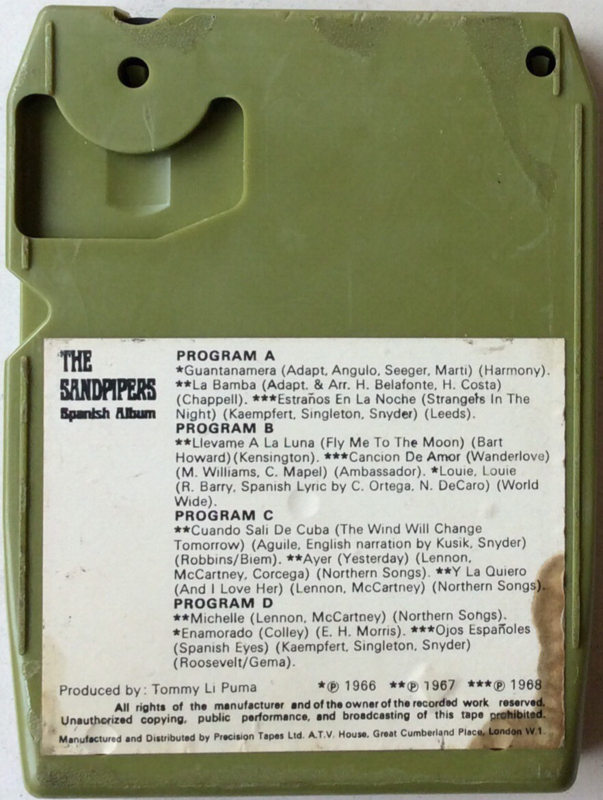 THE
SANDPIPERS
Spanish Album
PROGRAM A
*Guantanamera (Adapt, Angulo, Seeger, Marti) (Harmony).
**La Bamba (Adapt. & Arr. H. Belafonte, H. Costa)
(Chappell). ***Estraños En La Noche (Strangers In The
Night) (Kaempfert, Singleton, Snyder) (Leeds).
PROGRAM B
**Llevame A La Luna (Fly Me To The Moon) (Bart
Howard)(Kensington). ***Cancion De Amor (Wanderlove)
(M. Williams, C. Mapel) (Ambassador). *Louie, Louie
(R. Barry, Spanish Lyric by C. Ortega, N. DeCaro) (World
Wide).
PROGRAM C
**Cuando Sali De Cuba (The Wind Will Change
Tomorrow) (Aguile, English narration by Kusik, Snyder)
(Robbins/Biem). **Ayer (Yesterday) (Lennon,
McCartney, Corcega) (Northern Songs). **Y La Quiero
(And I Love Her) (Lennon, McCartney) (Northern Songs).
PROGRAM D
**Michelle (Lennon, McCartney) (Northern Songs).
*Enamorado (Colley) (E. H. Morris). ***Ojos Españoles
(Spanish Eyes) (Kaempfert, Singleton, Snyder)
(Roosevelt/Gema).
Produced by: Tommy Li Puma *℗ 1966 **℗ 1967 ***℗ 1968
All rights of the manufacturer and of the owner of the recorded work reserved.
Unauthorized copying, public performance, and broadcasting of this tape prohibited.
Manufactured and Distributed by Precision Tapes Ltd. A.T.V. House, Great Cumberland Place, London W.1.